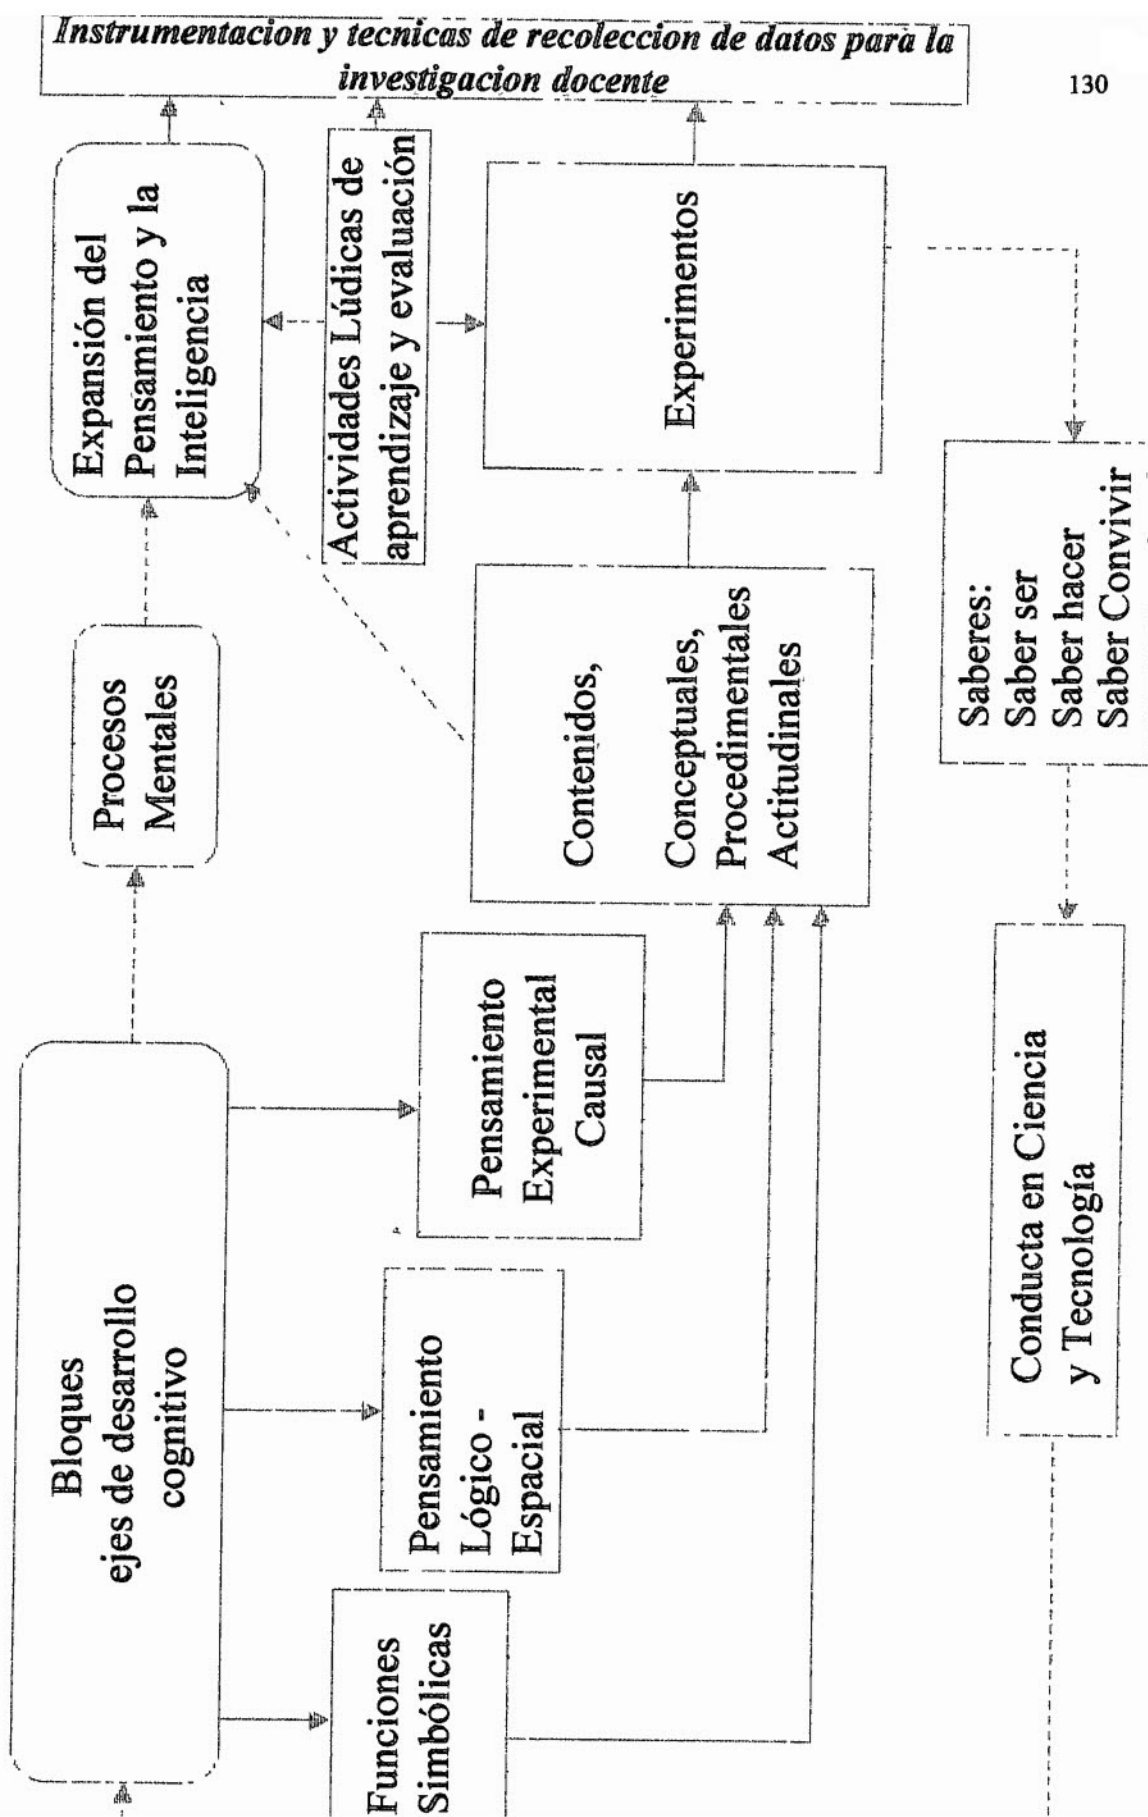 Instrumentacion y tecnicas de recoleccion de datos para la
investigacion docente
130
Bloques
ejes de desarrollo
cognitivo
Procesos
Mentales
Expansión del
Pensamiento y la
Inteligencia
Actividades Lúdicas de
aprendizaje y evaluación
Funciones
Simbólicas
Pensamiento
Lógico -
Espacial
Pensamiento
Experimental
Causal
Contenidos,
Conceptuales,
Procedimentales
Actitudinales
Experimentos
Saberes:
Saber ser
Saber hacer
Saber Convivir
Conducta en Ciencia
y Tecnología